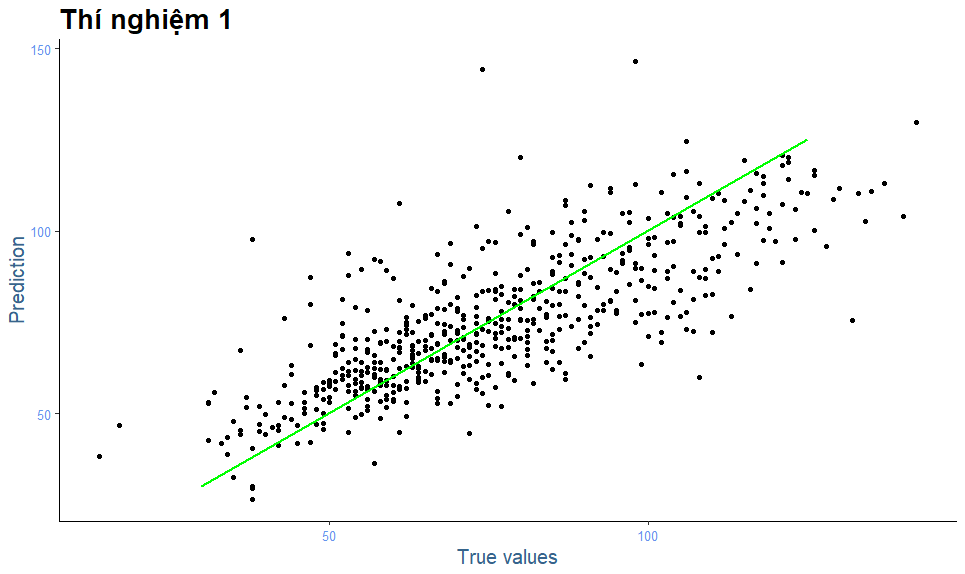 Thí nghiệm 1
150
100
50
Prediction
50
100
True values